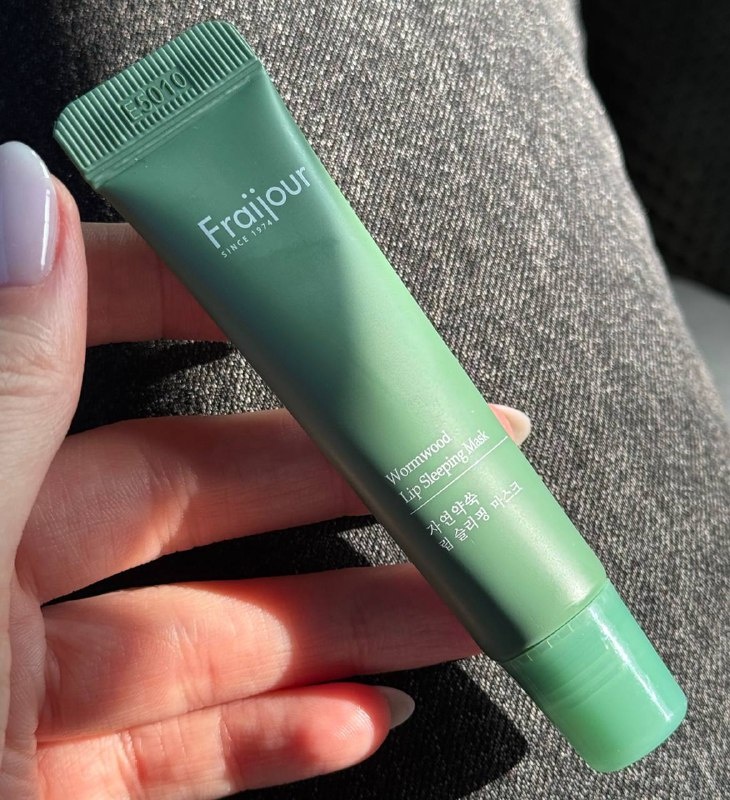 E5010
Fraijour
SINCE 1974
Wormwood
Lip Sleeping Mask
자연약쑥
립 슬리핑 마스크